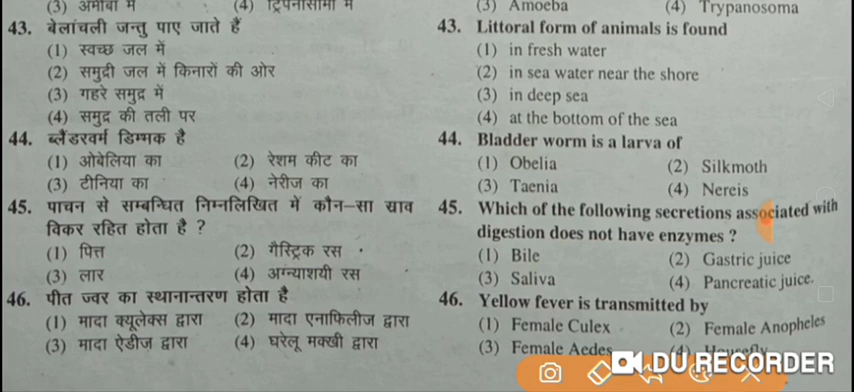 (3) अमीबा में (4) ट्रिपैनोसोमा में
43. बेलांचली जन्तु पाए जाते हैं
(1) स्वच्छ जल में
(2) समुद्री जल में किनारों की ओर
(3) गहरे समुद्र में
(4) समुद्र की तली पर
44. ब्लैंडरवर्म डिम्भक है
(1) ओबेलिया का (2) रेशम कीट का
(3) टीनिया का (4) नेरीज का
45. पाचन से सम्बन्धित निम्नलिखित में कौन-सा स्राव
विकर रहित होता है ?
(1) पित्त (2) गैस्ट्रिक रस
(3) लार (4) अग्न्याशयी रस
46. पीत ज्वर का स्थानान्तरण होता है
(1) मादा क्यूलेक्स द्वारा (2) मादा एनाफिलीज द्वारा
(3) मादा ऐडीज द्वारा (4) घरेलू मक्खी द्वारा
(3) Amoeba (4) Trypanosoma
43. Littoral form of animals is found
(1) in fresh water
(2) in sea water near the shore
(3) in deep sea
(4) at the bottom of the sea
44. Bladder worm is a larva of
(1) Obelia (2) Silkmoth
(3) Taenia (4) Nereis
45. Which of the following secretions associated with
digestion does not have enzymes ?
(1) Bile (2) Gastric juice
(3) Saliva (4) Pancreatic juice.
46. Yellow fever is transmitted by
(1) Female Culex (2) Female Anopheles
(3) Female Aedes (4) Housefly
DU RECORDER